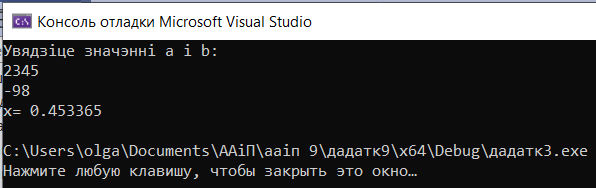 Консоль отладки Microsoft Visual Studio
Увядзіце значэнні a і b:
2345
-98
x= 0.453365
C:\Users\olga\Documents\ААіП\ааіп 9\дадатк9\x64\Debug\дадатк3.exe
Нажмите любую клавишу, чтобы закрыть это окно…